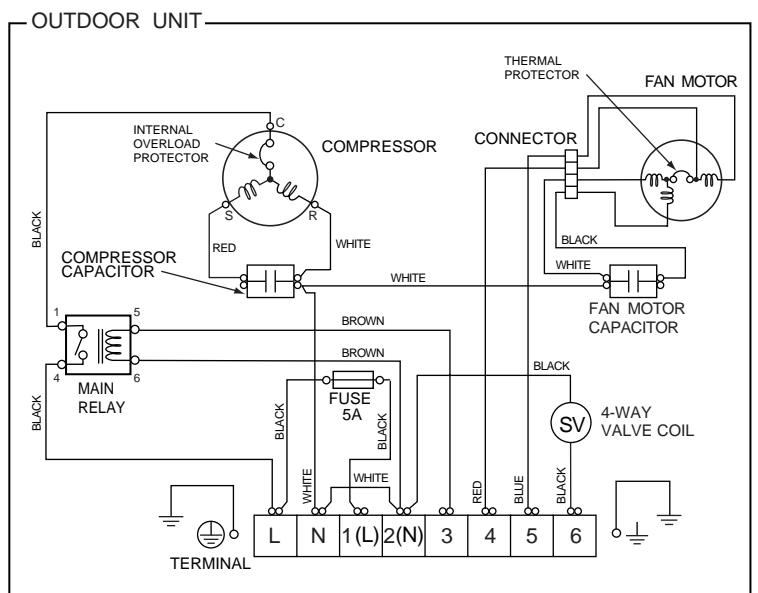 OUTDOOR UNIT
THERMAL
PROTECTOR
FAN MOTOR
C
INTERNAL
OVERLOAD
PROTECTOR
COMPRESSOR
CONNECTOR
S
R
BLACK
RED
WHITE
BLACK
COMPRESSOR
CAPACITOR
WHITE
WHITE
FAN MOTOR
CAPACITOR
1
5
BROWN
BROWN
4
6
MAIN
RELAY
BLACK
FUSE
5A
BLACK
BLACK
BLACK
SV
4-WAY
VALVE COIL
WHITE
WHITE
RED
BLUE
BLACK
L
N
1(L)
2(N)
3
4
5
6
TERMINAL